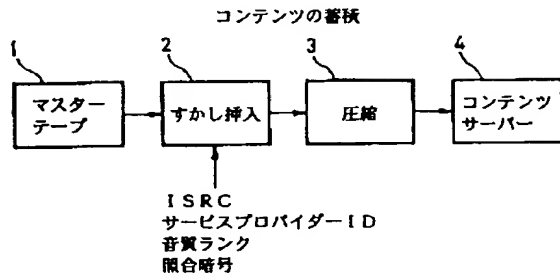 コンテンツの蓄積
1
2
3
4
マスター
テープ
すかし挿入
圧縮
コンテンツ
サーバー
ISRC
サービスプロバイダーID
音質ランク
照合暗号